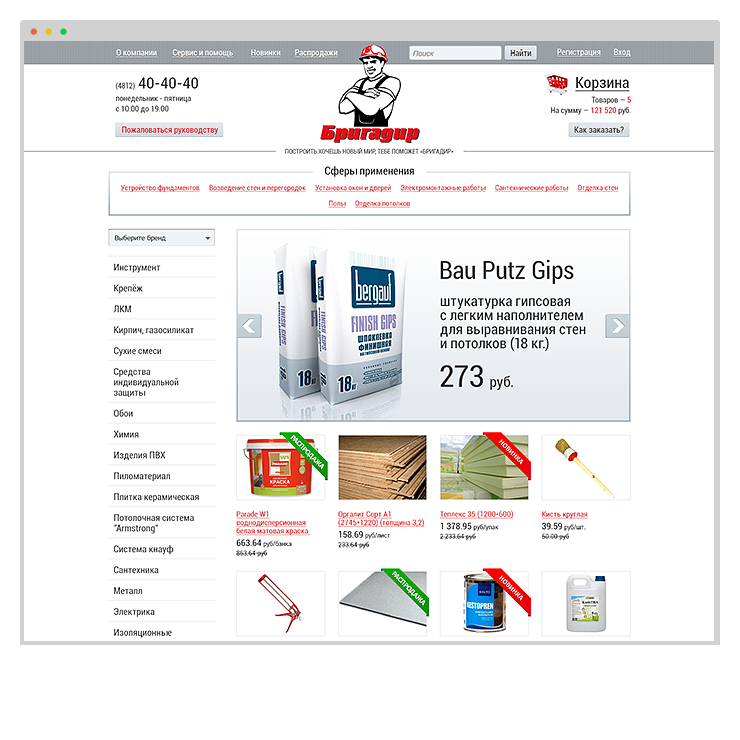 О компании Сервис и помощь Новинки Распродажи Поиск Найти Регистрация Вход
(4812) 40-40-40
понедельник - пятница
с 10:00 до 19:00
Пожаловаться руководству
Бригадир
ПОСТРОИТЬ ХОЧЕШЬ НОВЫЙ МИР, ТЕБЕ ПОМОЖЕТ «БРИГАДИР»
Корзина
Товаров – 5
На сумму – 121 520 руб.
Как заказать?
Сферы применения
Устройство фундаментов Возведение стен и перегородок Установка окон и дверей Электромонтажные работы Сантехнические работы Отделка стен
Полы Отделка потолков
Выберите бренд
Инструмент
Крепёж
ЛКМ
Кирпич, газосиликат
Сухие смеси
Средства
индивидуальной
защиты
Обои
Химия
Изделия ПВХ
Пиломатериал
Плитка керамическая
Потолочная система
"Armstrong"
Система кнауф
Сантехника
Металл
Электрика
Изоляционные
bergauf
FINISH GIPS
ШПАКЛЕВКА
ФИНИШНАЯ
18 кг
18 кг
Bau Putz Gips
штукатурка гипсовая
с легким наполнителем
для выравнивания стен
и потолков (18 кг.)
273 руб.
РАСПРОДАЖА
КРАСКА
Parade W1
воднодисперсионная
белая матовая краска
663.64 руб/банка
863.64 руб
Оргалит Сорт А1
(2745*1220) (толщина 3,2)
158.69 руб/лист
233.64 руб
НОВИНКА
Теплекс 35 (1200*600)
1 378.95 руб/упак
2 233.64 руб
Кисть круглая
39.59 руб/шт.
50.00 руб
РАСПРОДАЖА
НОВИНКА
KESTOPREN